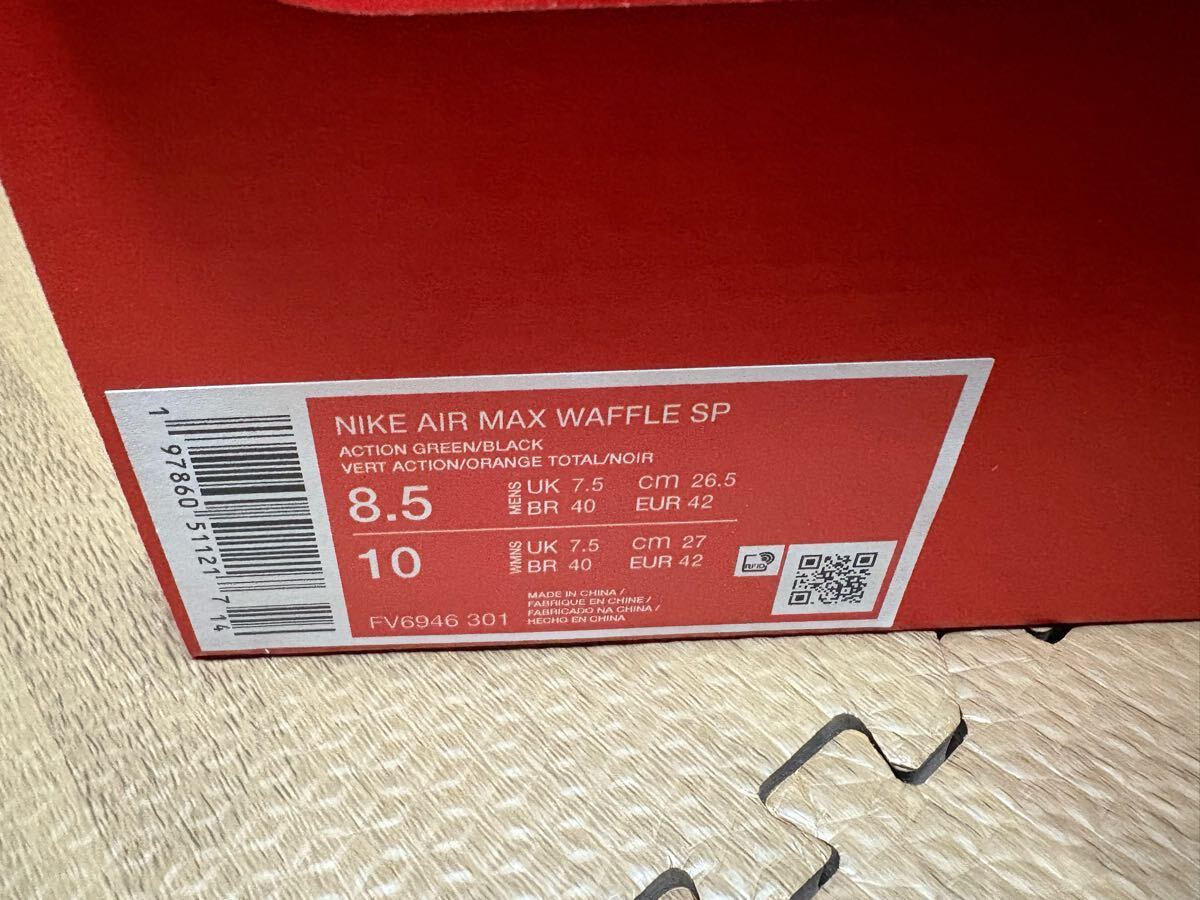 NIKE AIR MAX WAFFLE SP
ACTION GREEN/BLACK
VERT ACTION/ORANGE TOTAL/NOIR
8.5 MENS UK 7.5 cm 26.5
BR 40 EUR 42
10 WMNS UK 7.5 cm 27
BR 40 EUR 42
RFID
FV6946 301
MADE IN CHINA /
FABRIQUE EN CHINE /
FABRICADO NA CHINA /
HECHO EN CHINA
1 97860 51121 7 14